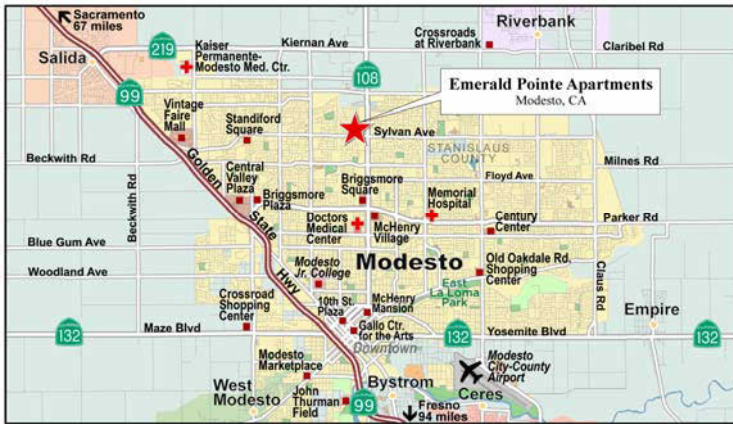 Sacramento
67 miles
219
Kaiser
Permanente-
Modesto Med. Ctr.
Kiernan Ave
Crossroads
at Riverbank
Riverbank
Claribel Rd
Salida
99
108
Emerald Pointe Apartments
Modesto, CA
Vintage
Faire
Mall
Standiford
Square
Sylvan Ave
STANISLAUS
COUNTY
Beckwith Rd
Milnes Rd
Floyd Ave
Central
Valley
Plaza
Briggsmore
Plaza
Briggsmore
Square
Memorial
Hospital
Beckwith Rd
Golden State Hwy
Doctors
Medical
Center
McHenry
Village
Century
Center
Parker Rd
Blue Gum Ave
Woodland Ave
Modesto
Modesto
Jr. College
Old Oakdale Rd.
Shopping
Center
East
La Loma
Park
Claus Rd
Crossroad
Shopping
Center
10th St.
Plaza
McHenry
Mansion
Gallo Ctr.
for the Arts
Empire
132
Maze Blvd
132
Yosemite Blvd
132
Downtown
Modesto
Marketplace
Modesto
City-County
Airport
West
Modesto
Bystrom
John
Thurman
Field
99
Ceres
Fresno
94 miles